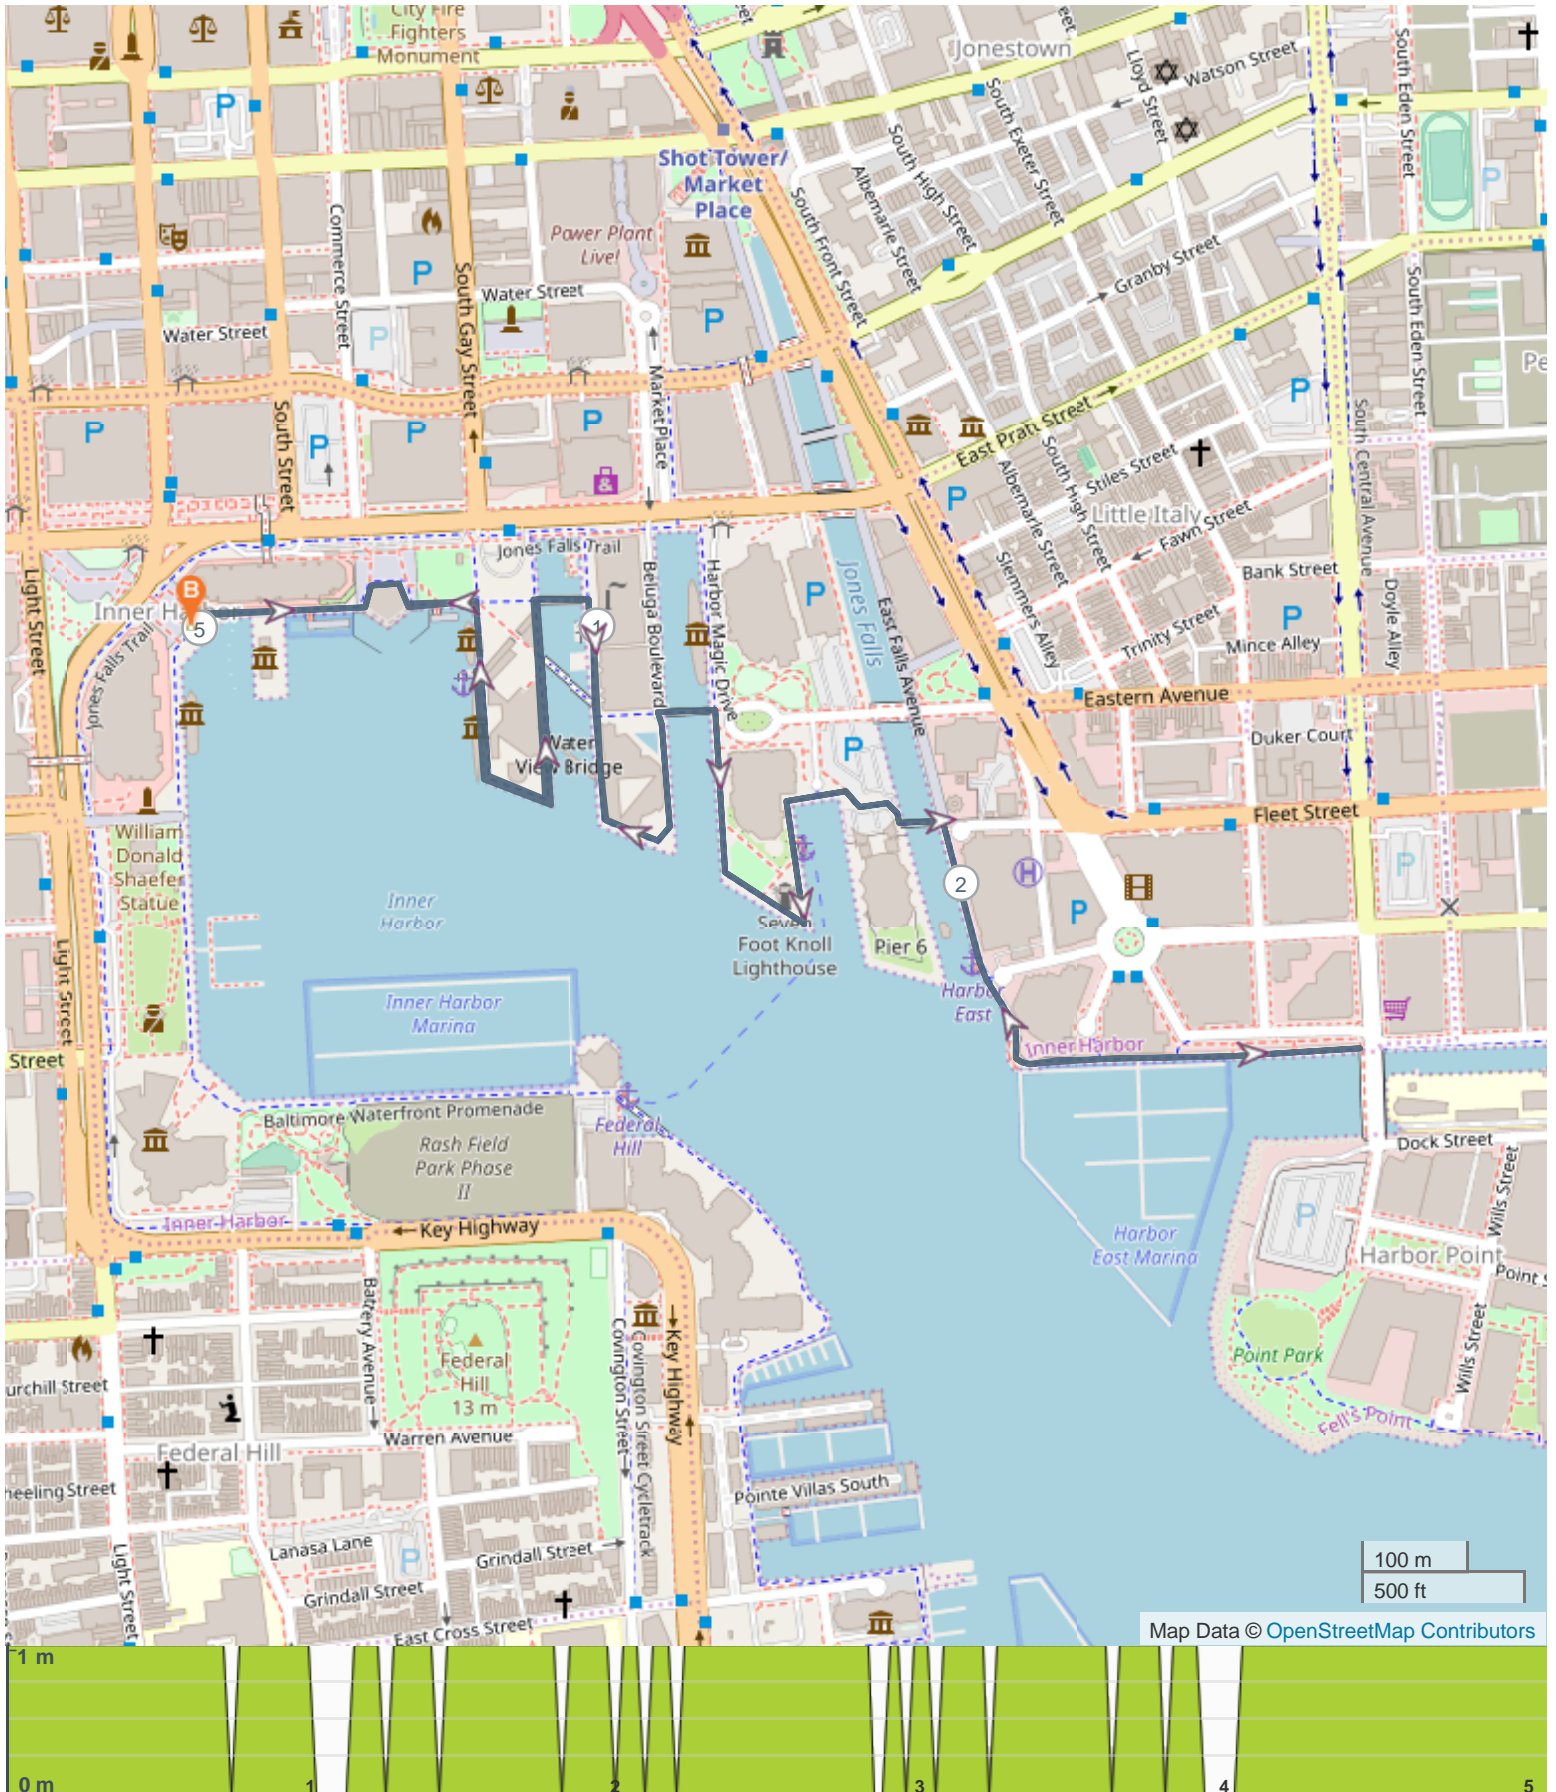 City Fire
Fighters
Monument
Jonestown
Lloyd Street
Watson Street
South Eden Street
P
South Exeter Street
South High Street
Albemarle Street
South Front Street
Shot Tower/
Market
Place
P
Commerce Street
Power Plant
Live!
Granby Street
P
South Gay Street
Water Street
P
Water Street
P
South Eden Street
Market Place
P
South Street
P
P
P
P
East Pratt Street
South Central Avenue
Stiles Street
South High Street
Albemarle Street
P
Little Italy
Fawn Street
Jones Falls Trail
Light Street
Inner Harbor
B
5
1
Beluga Boulevard
Harbor Magic Drive
P
Jones Falls
East Falls Avenue
Slemmers Alley
Bank Street
Doyle Alley
P
Trinity Street
Mince Alley
Jones Falls Trail
Eastern Avenue
Duker Court
P
Water
View Bridge
Fleet Street
William
Donald
Shaefer
Statue
P
H
2
P
Inner
Harbor
Seven
Foot Knoll
Lighthouse
Pier 6
Light Street
Harbor
East
Inner Harbor
Marina
Inner Harbor
Street
Baltimore Waterfront Promenade
Federal
Hill
Dock Street
Rash Field
Park Phase
II
Wills Street
P
Inner Harbor
Key Highway
Harbor
East Marina
Harbor Point
Point S
Battery Avenue
Federal
Hill
13 m
Covington Street
Covington Street Cycletrack
Key Highway
Wills Street
Point Park
urchill Street
Fell's Point
Warren Avenue
Federal Hill
heeling Street
Pointe Villas South
Lanasa Lane
P
Grindall Street
Grindall Street
Light Street
East Cross Street
100 m
500 ft
Map Data © OpenStreetMap Contributors
1 m
0 m
1
2
3
4
5